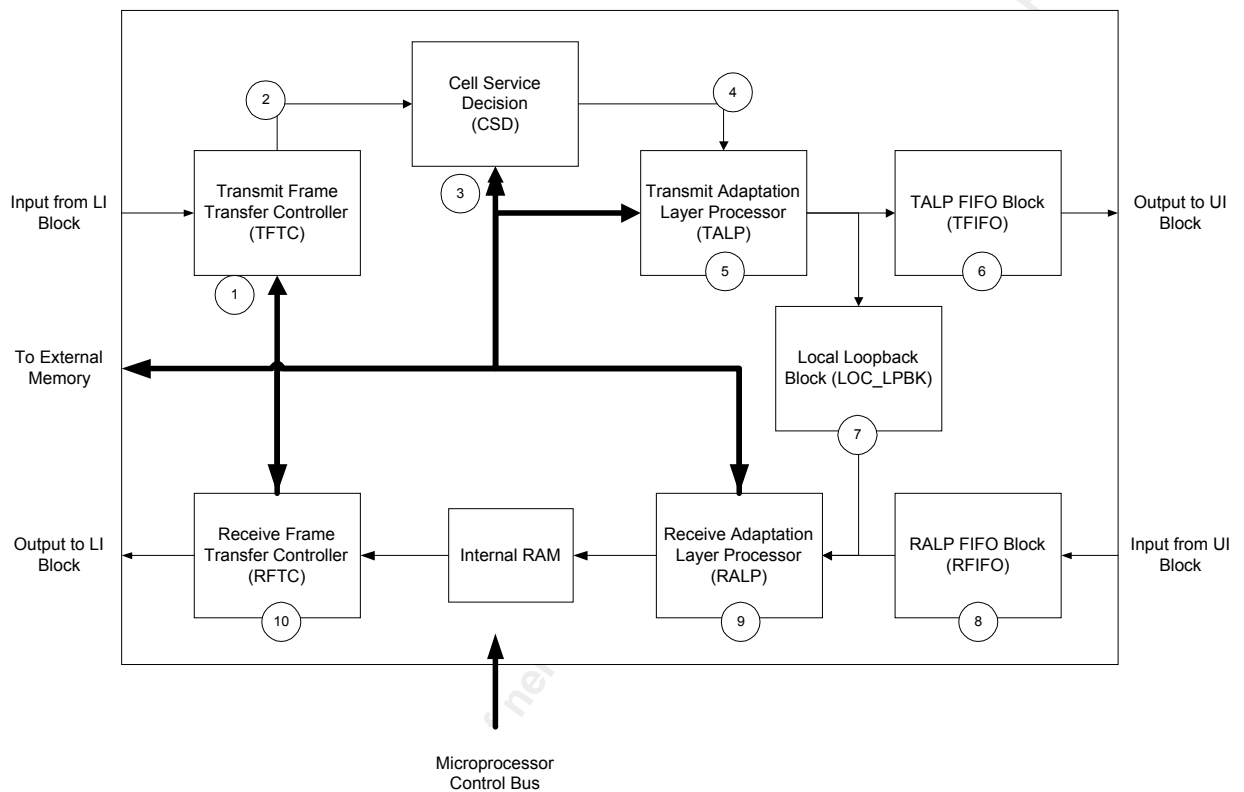 2
Cell Service
Decision
(CSD)
4
3
Input from LI
Block
Transmit Frame
Transfer Controller
(TFTC)
1
Transmit Adaptation
Layer Processor
(TALP)
5
TALP FIFO Block
(TFIFO)
6
Output to UI
Block
To External
Memory
Local Loopback
Block (LOC_LPBK)
7
Output to LI
Block
Receive Frame
Transfer Controller
(RFTC)
10
Internal RAM
Receive Adaptation
Layer Processor
(RALP)
9
RALP FIFO Block
(RFIFO)
8
Input from UI
Block
Microprocessor
Control Bus